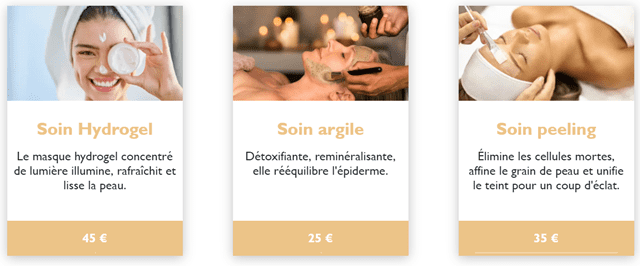 Soin Hydrogel
Le masque hydrogel concentré
de lumière illumine, rafraîchit et
lisse la peau.
45 €
Soin argile
Détoxifiante, reminéralisante,
elle rééquilibre l'épiderme.
25 €
Soin peeling
Élimine les cellules mortes,
affine le grain de peau et unifie
le teint pour un coup d'éclat.
35 €